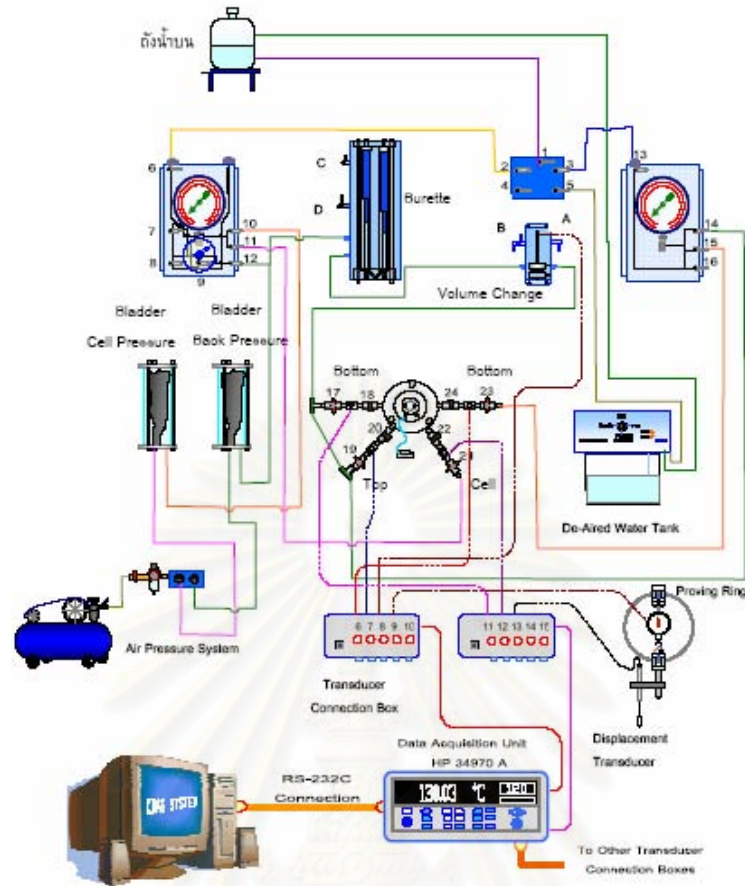 ถังน้ำบน
1
2
3
4
5
6
7
8
9
10
11
12
13
14
15
16
C
D
Burette
B
A
Volume Change
Bladder
Cell Pressure
Bladder
Back Pressure
Bottom
17
18
Bottom
24
23
20
19
Top
22
21
Cell
De-Aired Water Tank
Air Pressure System
6 7 8 9 10
11 12 13 14 15
Proving Ring
Transducer
Connection Box
Displacement
Transducer
Data Acquisition Unit
HP 34970 A
RS-232C
Connection
130.03 °C
To Other Transducer
Connection Boxes